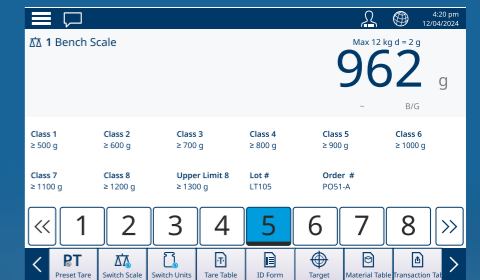 4:20 pm
12/04/2024
1 Bench Scale
Max 12 kg d = 2 g
962 g
~ B/G
Class 1 Class 2 Class 3 Class 4 Class 5 Class 6
≥ 500 g ≥ 600 g ≥ 700 g ≥ 800 g ≥ 900 g ≥ 1000 g
Class 7 Class 8 Upper Limit 8 Lot # Order #
≥ 1100 g ≥ 1200 g ≥ 1300 g LT105 PO51-A
1 2 3 4 5 6 7 8
PT
Preset Tare Switch Scale Switch Units Tare Table ID Form Target Material Table Transaction Tal